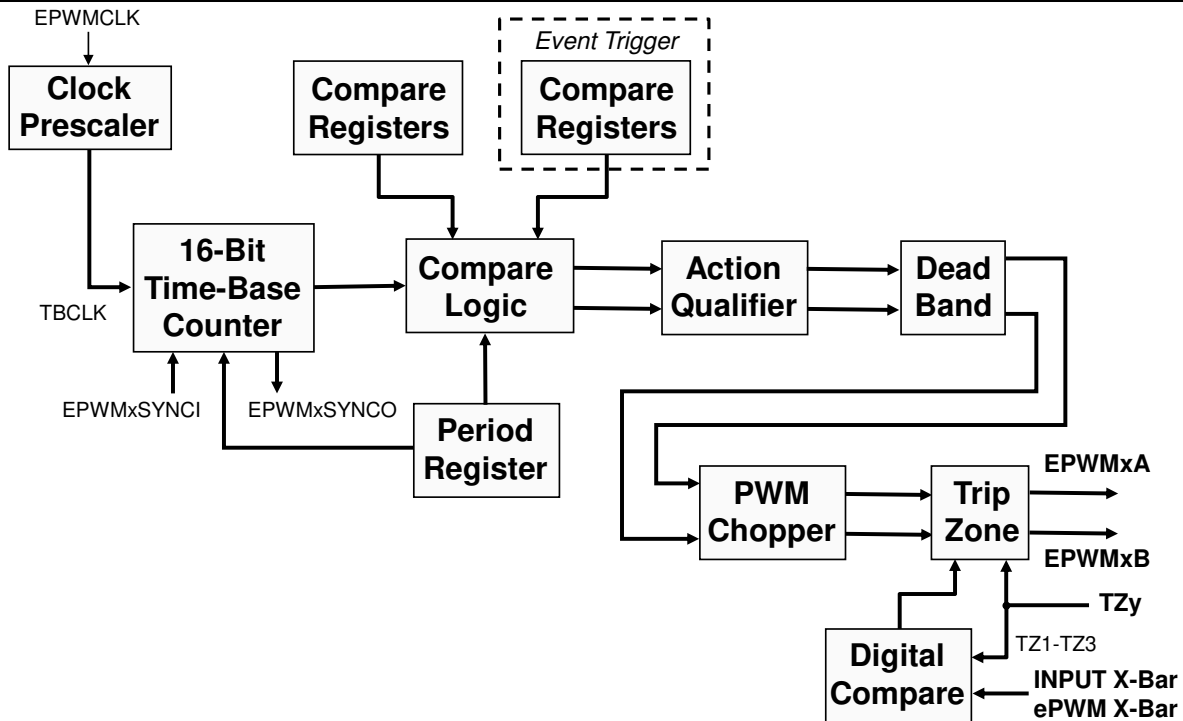 EPWMCLK
Clock
Prescaler
Compare
Registers
Event Trigger
Compare
Registers
TBCLK
16-Bit
Time-Base
Counter
Compare
Logic
Action
Qualifier
Dead
Band
EPWMxSYNCI
EPWMxSYNCO
Period
Register
PWM
Chopper
Trip
Zone
EPWMxA
EPWMxB
TZy
TZ1-TZ3
Digital
Compare
INPUT X-Bar
ePWM X-Bar